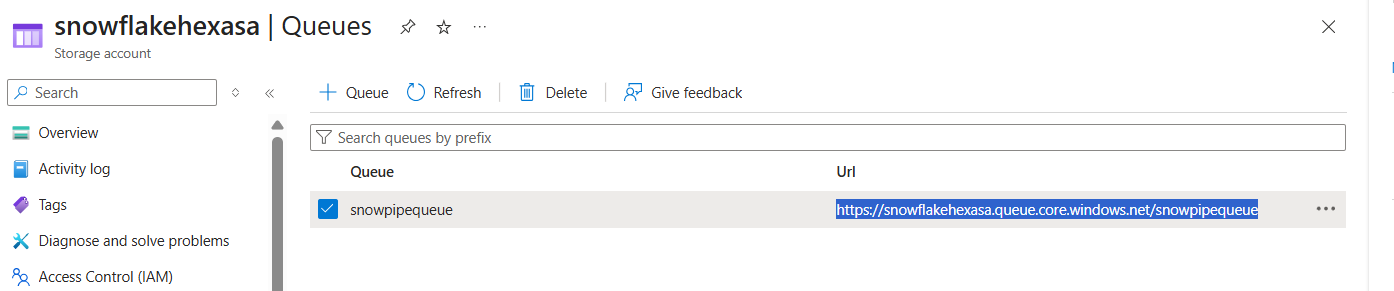 snowflakehexasa | Queues
Storage account
Search
Queue Refresh Delete Give feedback
Overview
Activity log
Tags
Diagnose and solve problems
Access Control (IAM)
Search queues by prefix
Queue Url
snowpipequeue https://snowflakehexasa.queue.core.windows.net/snowpipequeue